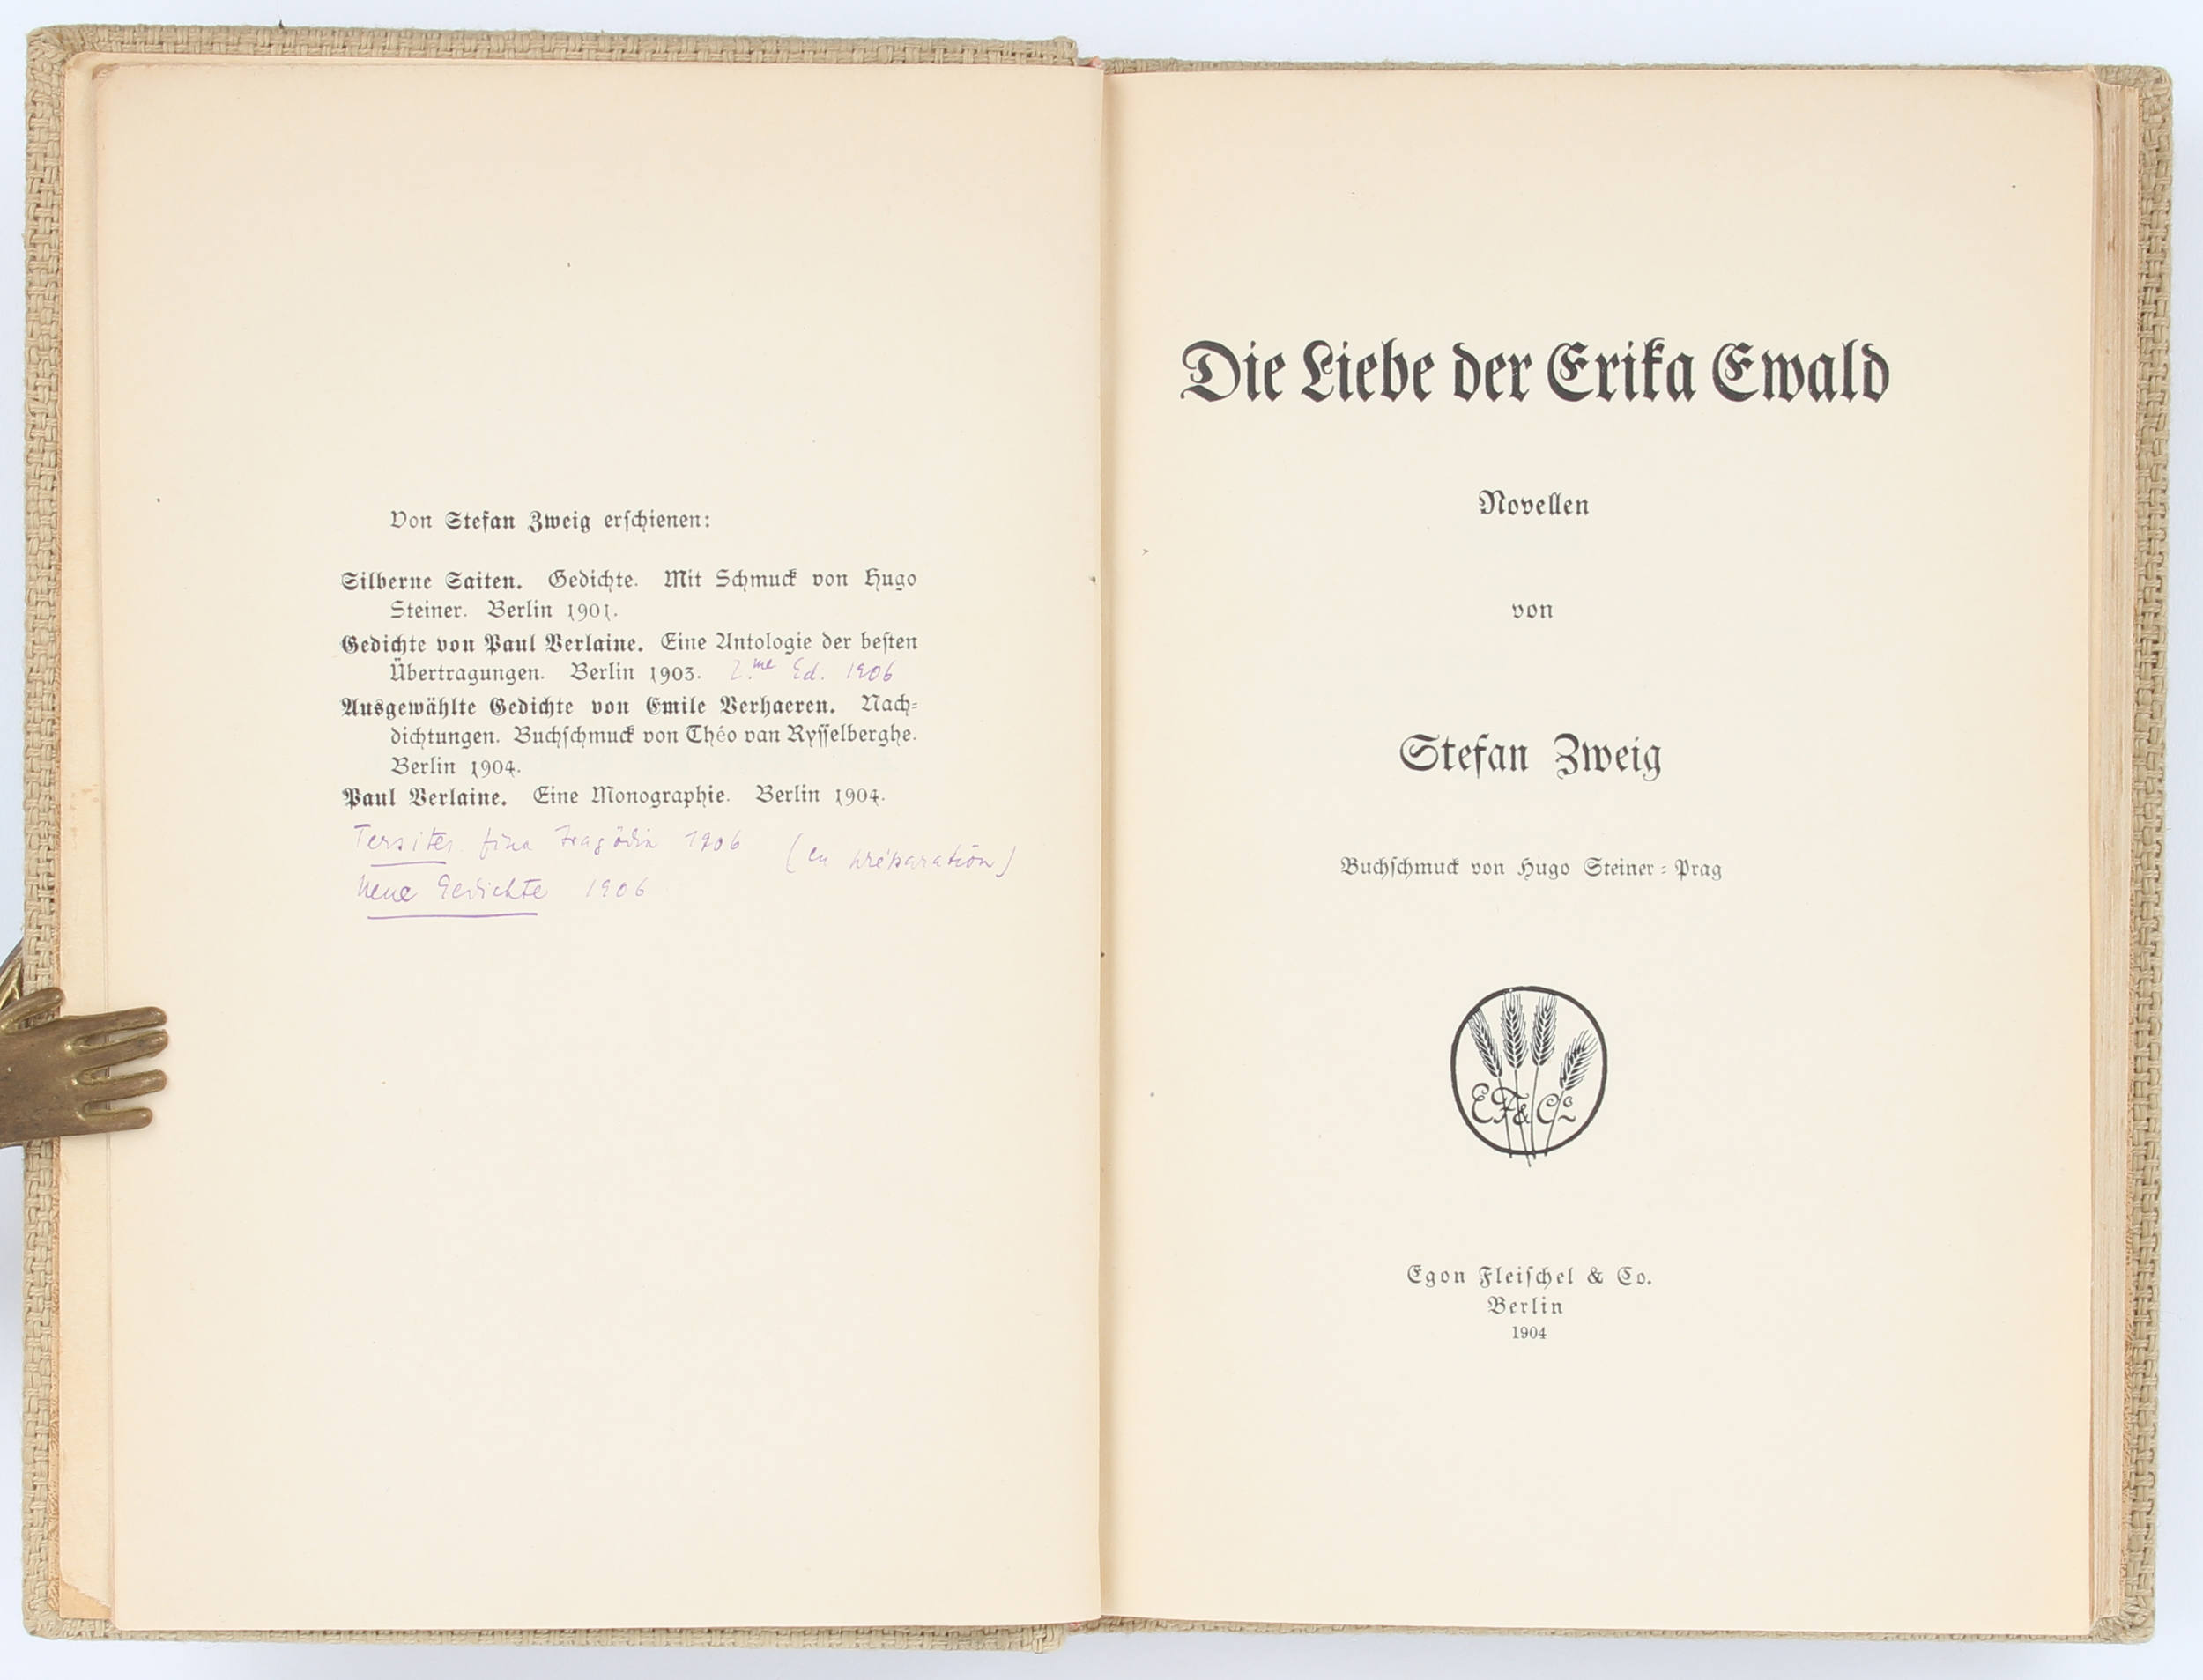 Von Stefan Zweig erschienen:
Silberne Saiten. Gedichte. Mit Schmuck von Hugo
Steiner. Berlin 1901.
Gedichte von Paul Verlaine. Eine Antologie der besten
Übertragungen. Berlin 1903. 2.me Ed. 1906
Ausgewählte Gedichte von Emile Verhaeren. Nach-
dichtungen. Buchschmuck von Théo van Rysselberghe.
Berlin 1904.
Paul Verlaine. Eine Monographie. Berlin 1904.
Tersites. Eine Tragödie 1906 (en préparation)
Neue Gedichte 1906
Die Liebe der Erika Ewald
Novellen
von
Stefan Zweig
Buchschmuck von Hugo Steiner-Prag
E F & Co
Egon Fleischel & Co.
Berlin
1904